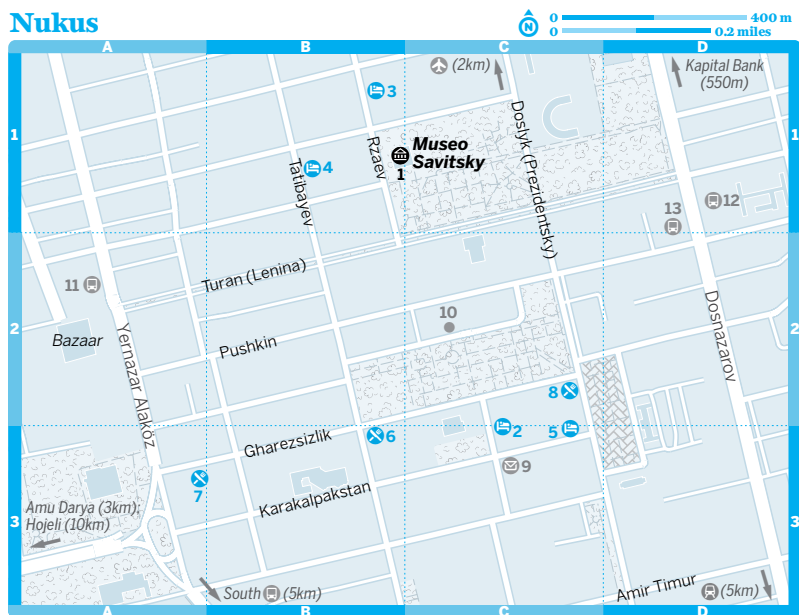 Nukus
N
0 400 m
0 0.2 miles
A B C D
1
1
2
2
3
3
A B C D
(2km)
Kapital Bank
(550m)
3
Museo
Savitsky
1
4
Rzaev
Tatibayev
Doslyk (Prezidentsky)
12
13
11
Turan (Lenina)
10
Bazaar
Pushkin
Yernazar Alaköz
Dosnazarov
8
2
5
6
Gharezsizlik
9
7
Karakalpakstan
Amu Darya (3km);
Hojeli (10km)
South (5km)
Amir Timur
(5km)